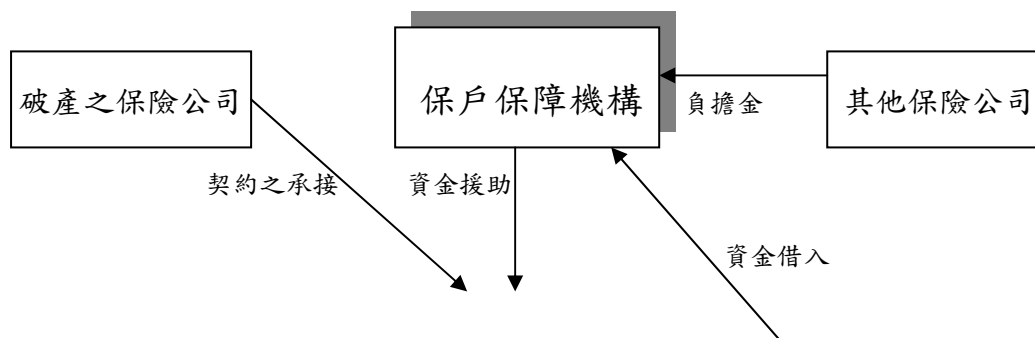 破產之保險公司
保戶保障機構
負擔金
其他保險公司
契約之承接
資金援助
資金借入